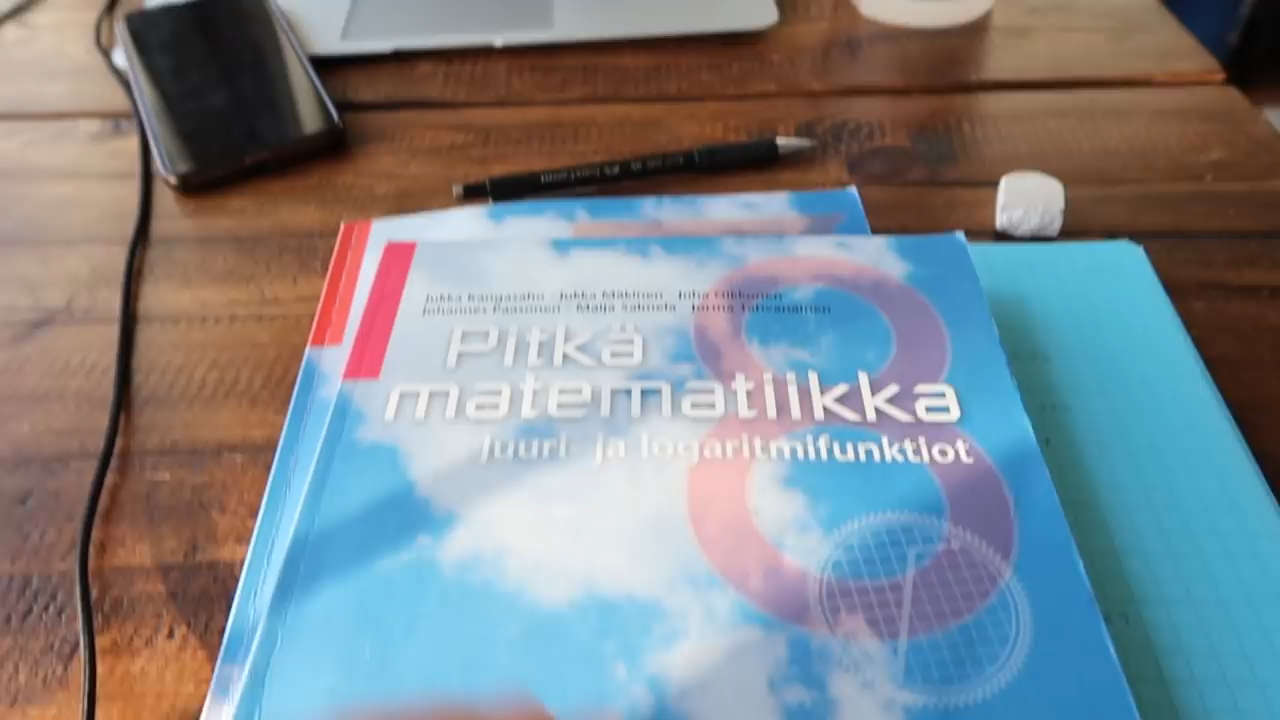 Jukka Kangasaho Jukka Mäkinen Juha Oikkonen
Johannes Paasonen Maija Salmela Jorma Tahvanainen
Pitkä
matematiikka
Juuri- ja logaritmifunktiot
8